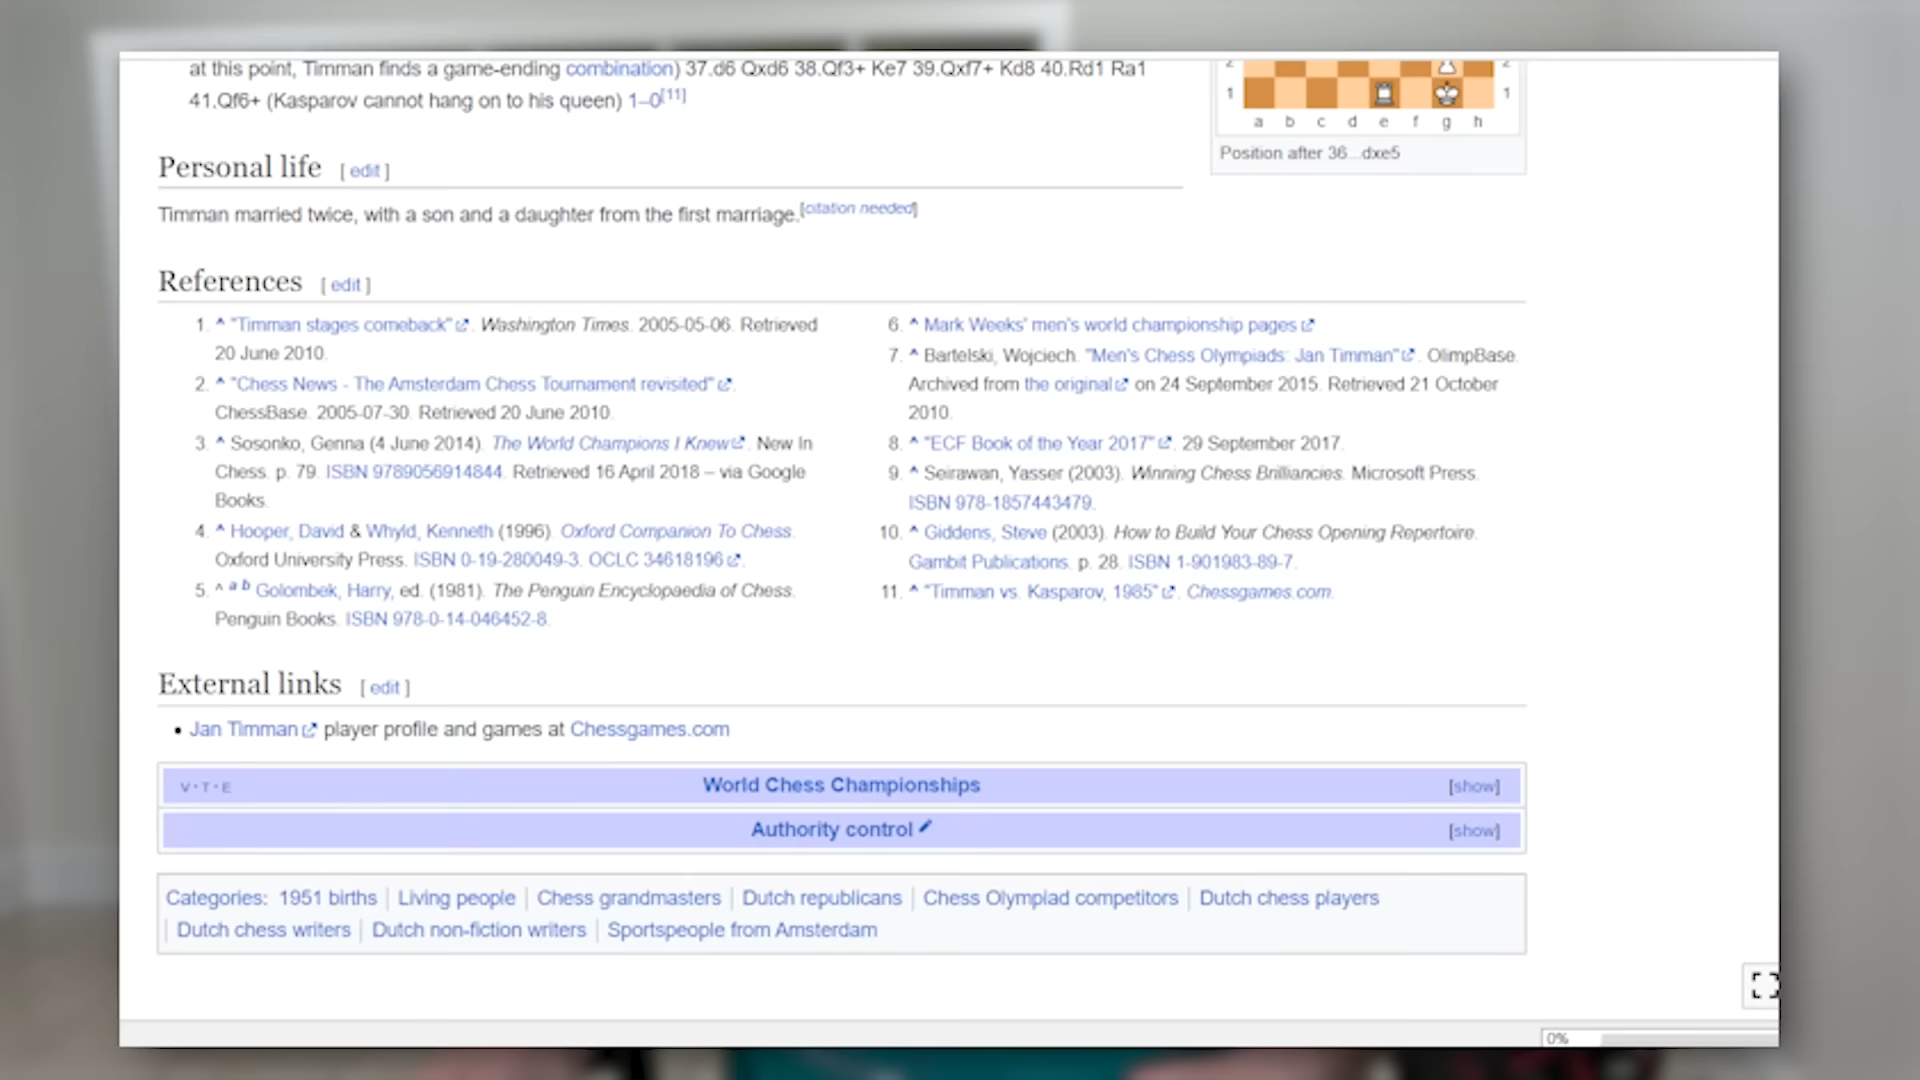 at this point, Timman finds a game-ending combination) 37.d6 Qxd6 38.Qf3+ Ke7 39.Qxf7+ Kd8 40.Rd1 Ra1
41.Qf6+ (Kasparov cannot hang on to his queen) 1–0[11]
2 2
1 1
a b c d e f g h
Position after 36...dxe5
Personal life [ edit ]
Timman married twice, with a son and a daughter from the first marriage.[citation needed]
References [ edit ]
1. ^ "Timman stages comeback". Washington Times. 2005-05-06. Retrieved
20 June 2010.
2. ^ "Chess News - The Amsterdam Chess Tournament revisited".
ChessBase. 2005-07-30. Retrieved 20 June 2010.
3. ^ Sosonko, Genna (4 June 2014). The World Champions I Knew. New In
Chess. p. 79. ISBN 9789056914844. Retrieved 16 April 2018 – via Google
Books.
4. ^ Hooper, David & Whyld, Kenneth (1996). Oxford Companion To Chess.
Oxford University Press. ISBN 0-19-280049-3. OCLC 34618196.
5. ^ a b Golombek, Harry, ed. (1981). The Penguin Encyclopaedia of Chess.
Penguin Books. ISBN 978-0-14-046452-8.
6. ^ Mark Weeks' men's world championship pages
7. ^ Bartelski, Wojciech. "Men's Chess Olympiads: Jan Timman". OlimpBase.
Archived from the original on 24 September 2015. Retrieved 21 October
2010.
8. ^ "ECF Book of the Year 2017". 29 September 2017.
9. ^ Seirawan, Yasser (2003). Winning Chess Brilliancies. Microsoft Press.
ISBN 978-1857443479.
10. ^ Giddens, Steve (2003). How to Build Your Chess Opening Repertoire.
Gambit Publications. p. 28. ISBN 1-901983-89-7.
11. ^ "Timman vs. Kasparov, 1985". Chessgames.com.
External links [ edit ]
• Jan Timman player profile and games at Chessgames.com
V · T · E World Chess Championships [show]
Authority control [show]
Categories: 1951 births | Living people | Chess grandmasters | Dutch republicans | Chess Olympiad competitors | Dutch chess players
| Dutch chess writers | Dutch non-fiction writers | Sportspeople from Amsterdam
0%